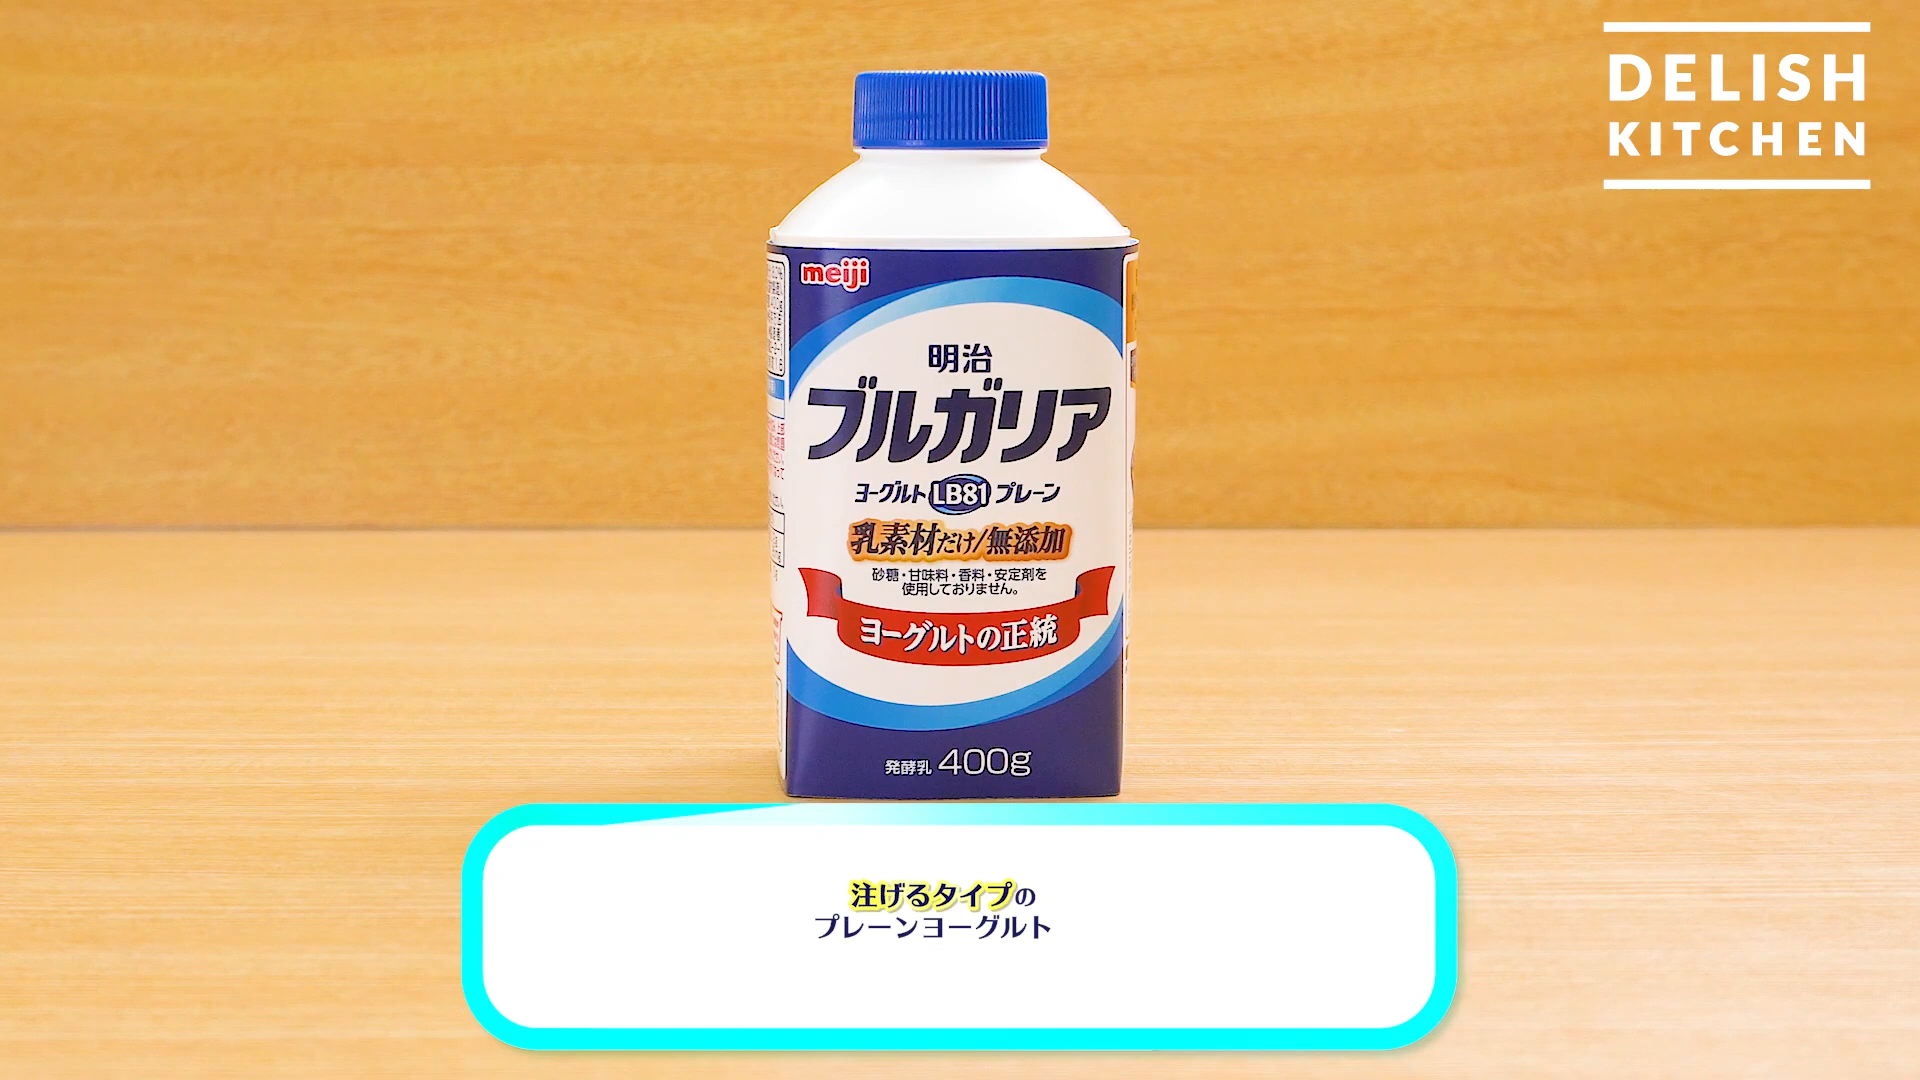 DELISH
KITCHEN
meiji
明治
ブルガリア
ヨーグルト LB81 プレーン
乳素材だけ/無添加
砂糖・甘味料・香料・安定剤を
使用しておりません。
ヨーグルトの正統
発酵乳 400g
注げるタイプの
プレーンヨーグルト